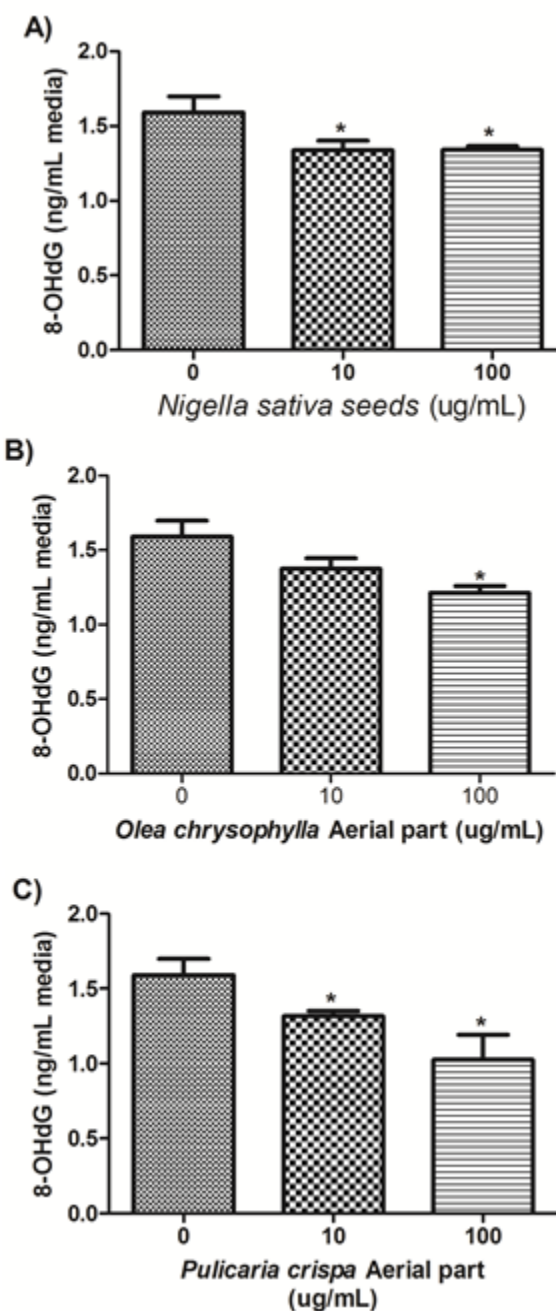 A)
8-OHdG (ng/mL media)
2.0
1.5
1.0
0.5
0.0
* *
0 10 100
Nigella sativa seeds (ug/mL)
B)
8-OHdG (ng/mL media)
2.0
1.5
1.0
0.5
0.0
*
0 10 100
Olea chrysophylla Aerial part (ug/mL)
C)
8-OHdG (ng/mL media)
2.0
1.5
1.0
0.5
0.0
* *
0 10 100
Pulicaria crispa Aerial part
(ug/mL)